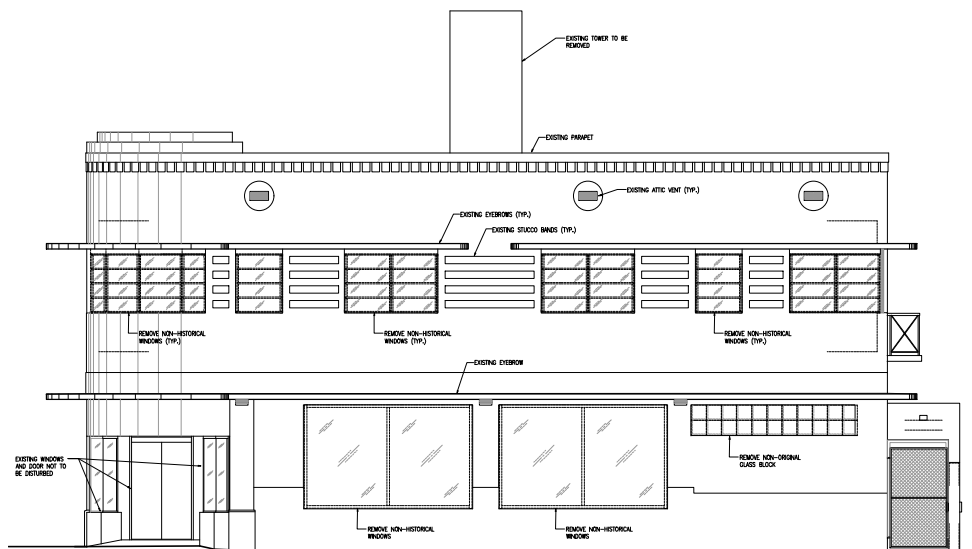 EXISTING TOWER TO BE
REMOVED
EXISTING PARAPET
EXISTING ATTIC VENT (TYP.)
EXISTING EYEBROWS (TYP.)
EXISTING STUCCO BANDS (TYP.)
REMOVE NON-HISTORICAL
WINDOWS (TYP.)
REMOVE NON-HISTORICAL
WINDOWS (TYP.)
REMOVE NON-HISTORICAL
WINDOWS (TYP.)
EXISTING EYEBROW
EXISTING WINDOWS
AND DOOR NOT TO
BE DISTURBED
REMOVE NON-ORIGINAL
GLASS BLOCK
REMOVE NON-HISTORICAL
WINDOWS
REMOVE NON-HISTORICAL
WINDOWS